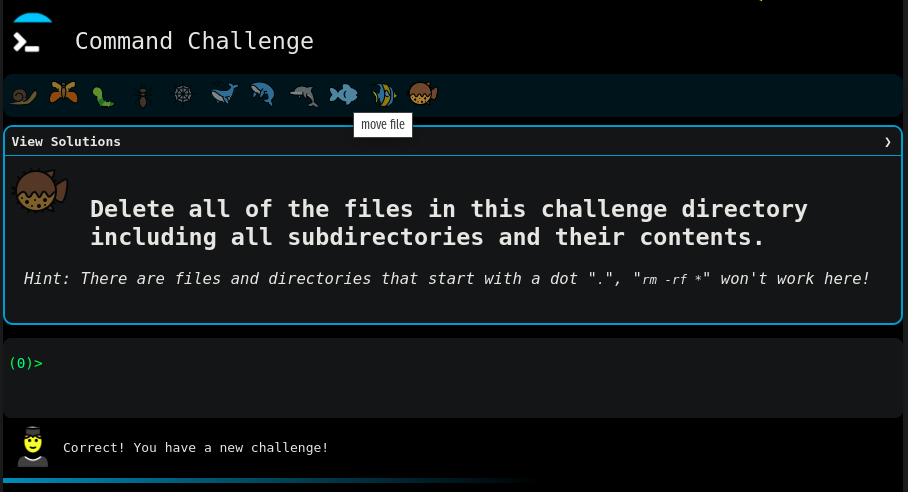 Command Challenge
move file
View Solutions ❯
Delete all of the files in this challenge directory
including all subdirectories and their contents.
Hint: There are files and directories that start with a dot ".", "rm -rf *" won't work here!
(0)>
Correct! You have a new challenge!